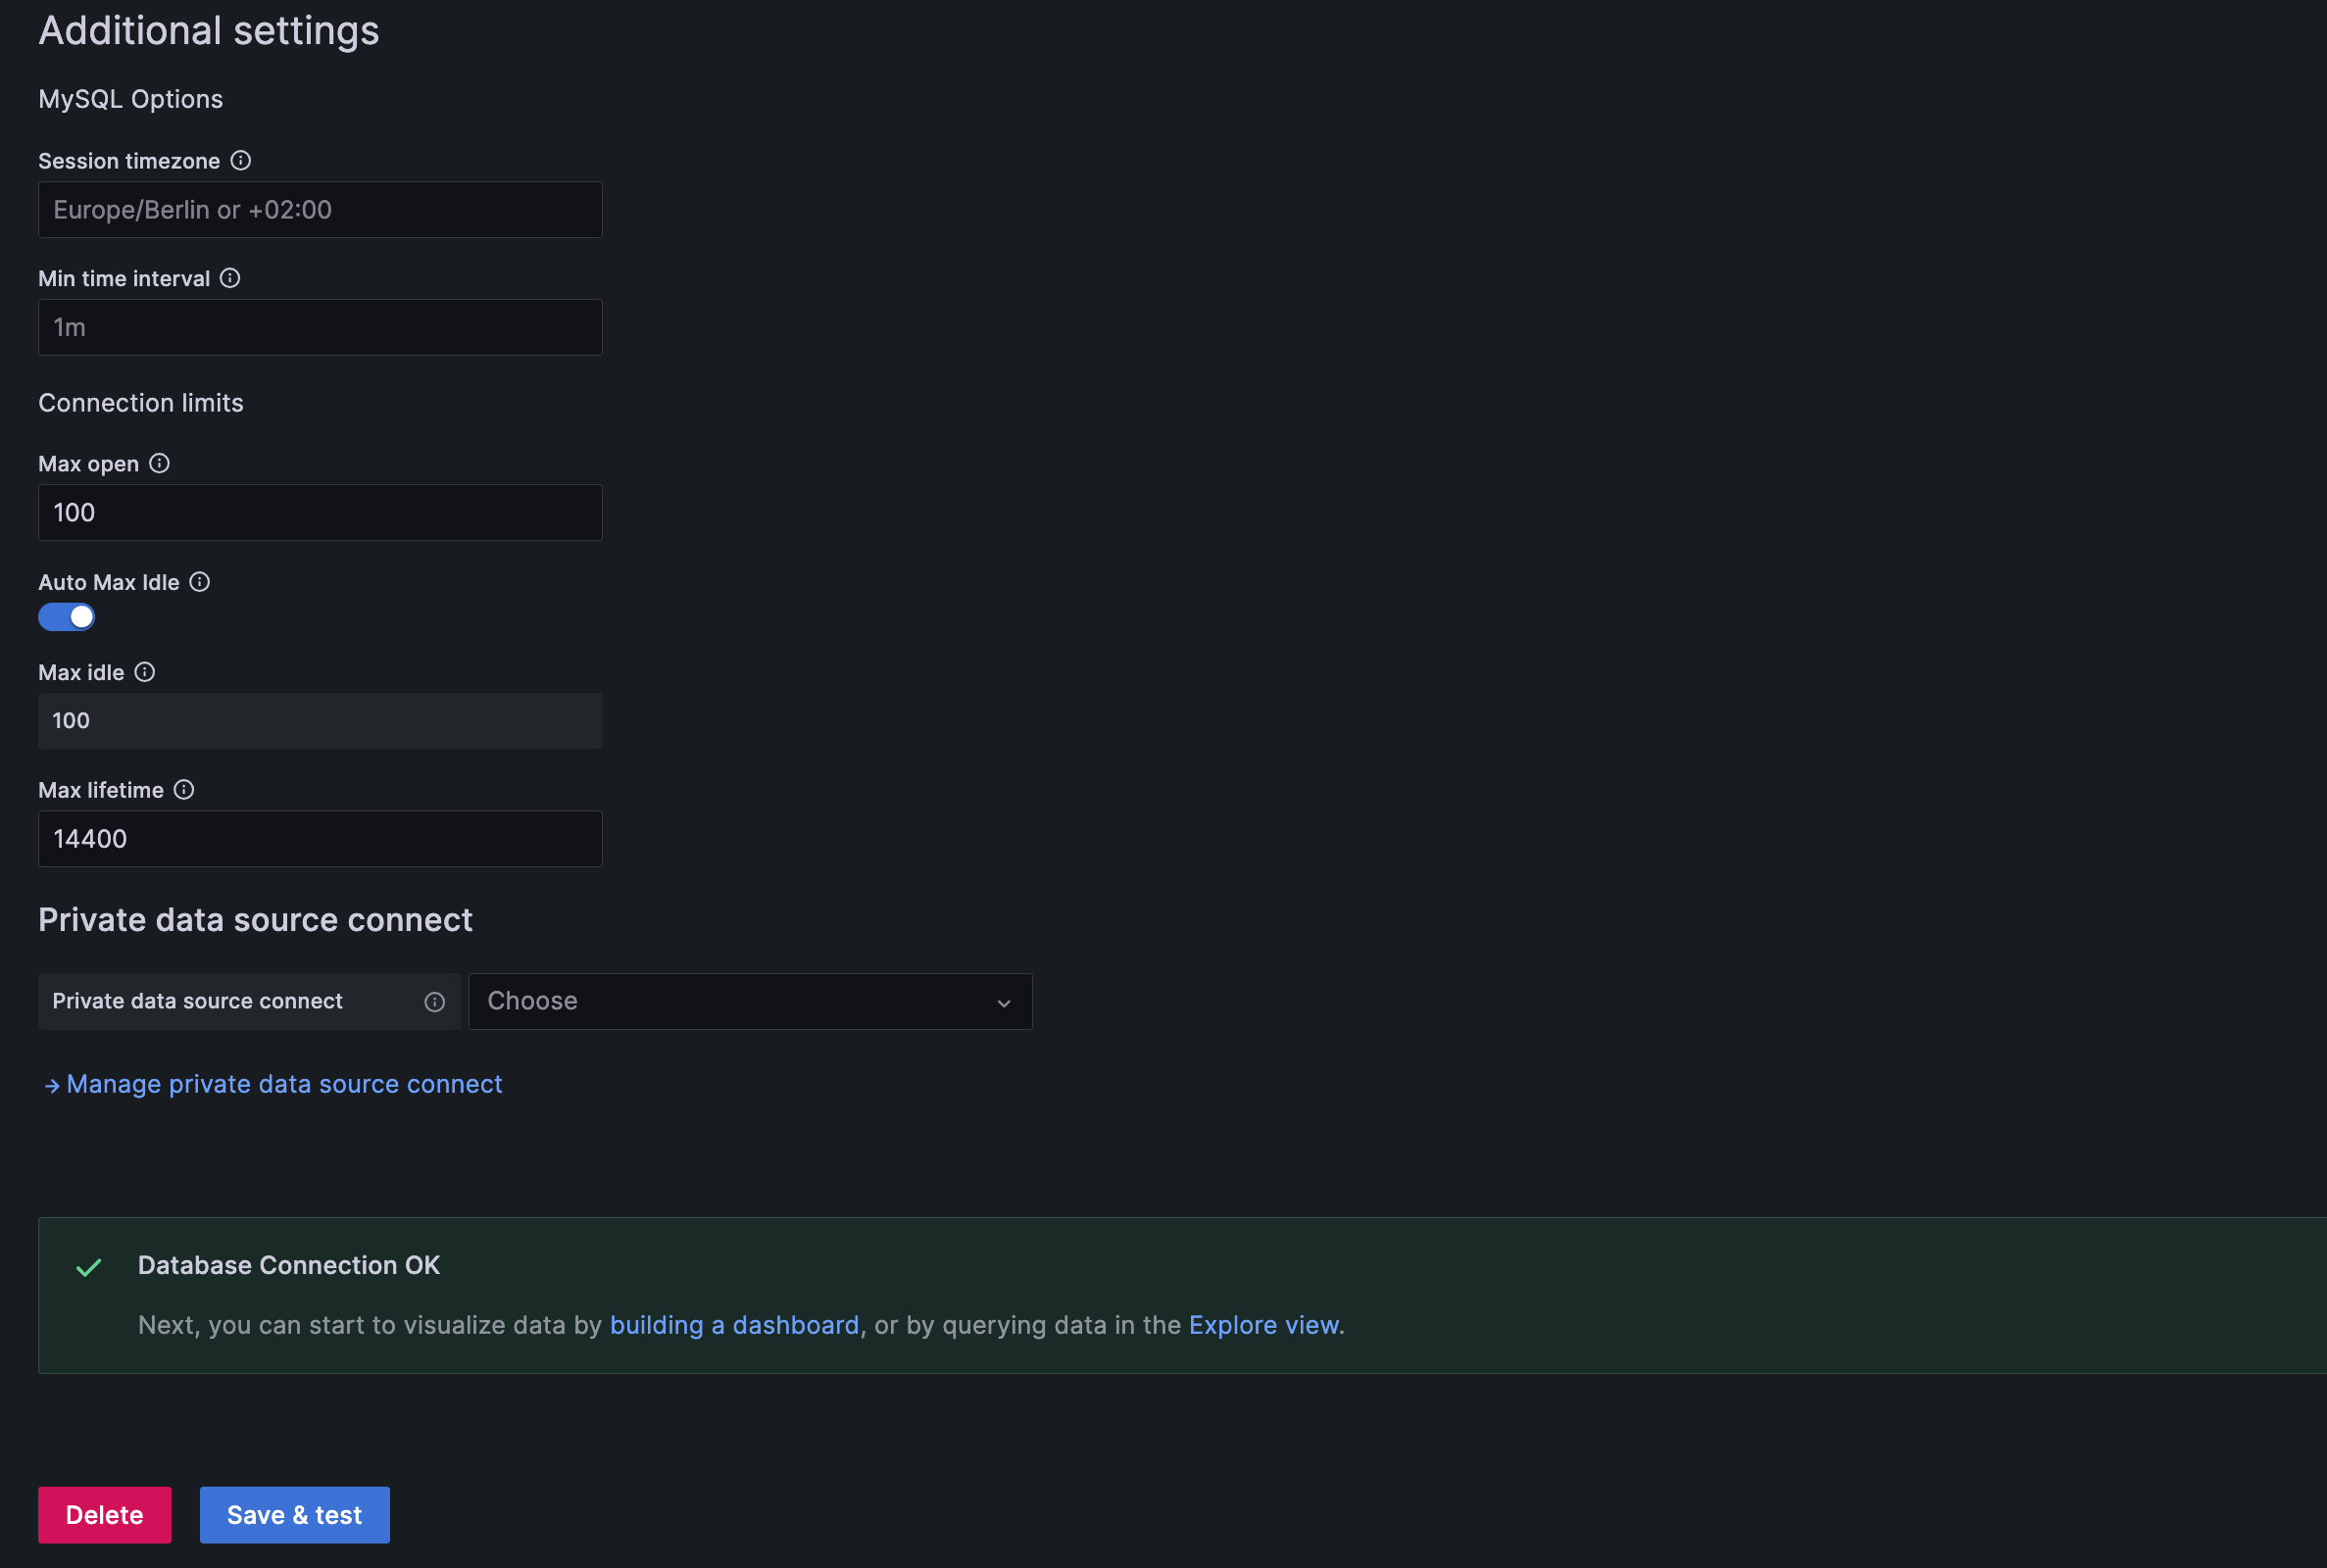 Additional settings
MySQL Options
Session timezone
Europe/Berlin or +02:00
Min time interval
1m
Connection limits
Max open
100
Auto Max Idle
Max idle
100
Max lifetime
14400
Private data source connect
Private data source connect
Choose
Manage private data source connect
Database Connection OK
Next, you can start to visualize data by building a dashboard, or by querying data in the Explore view.
Delete
Save & test